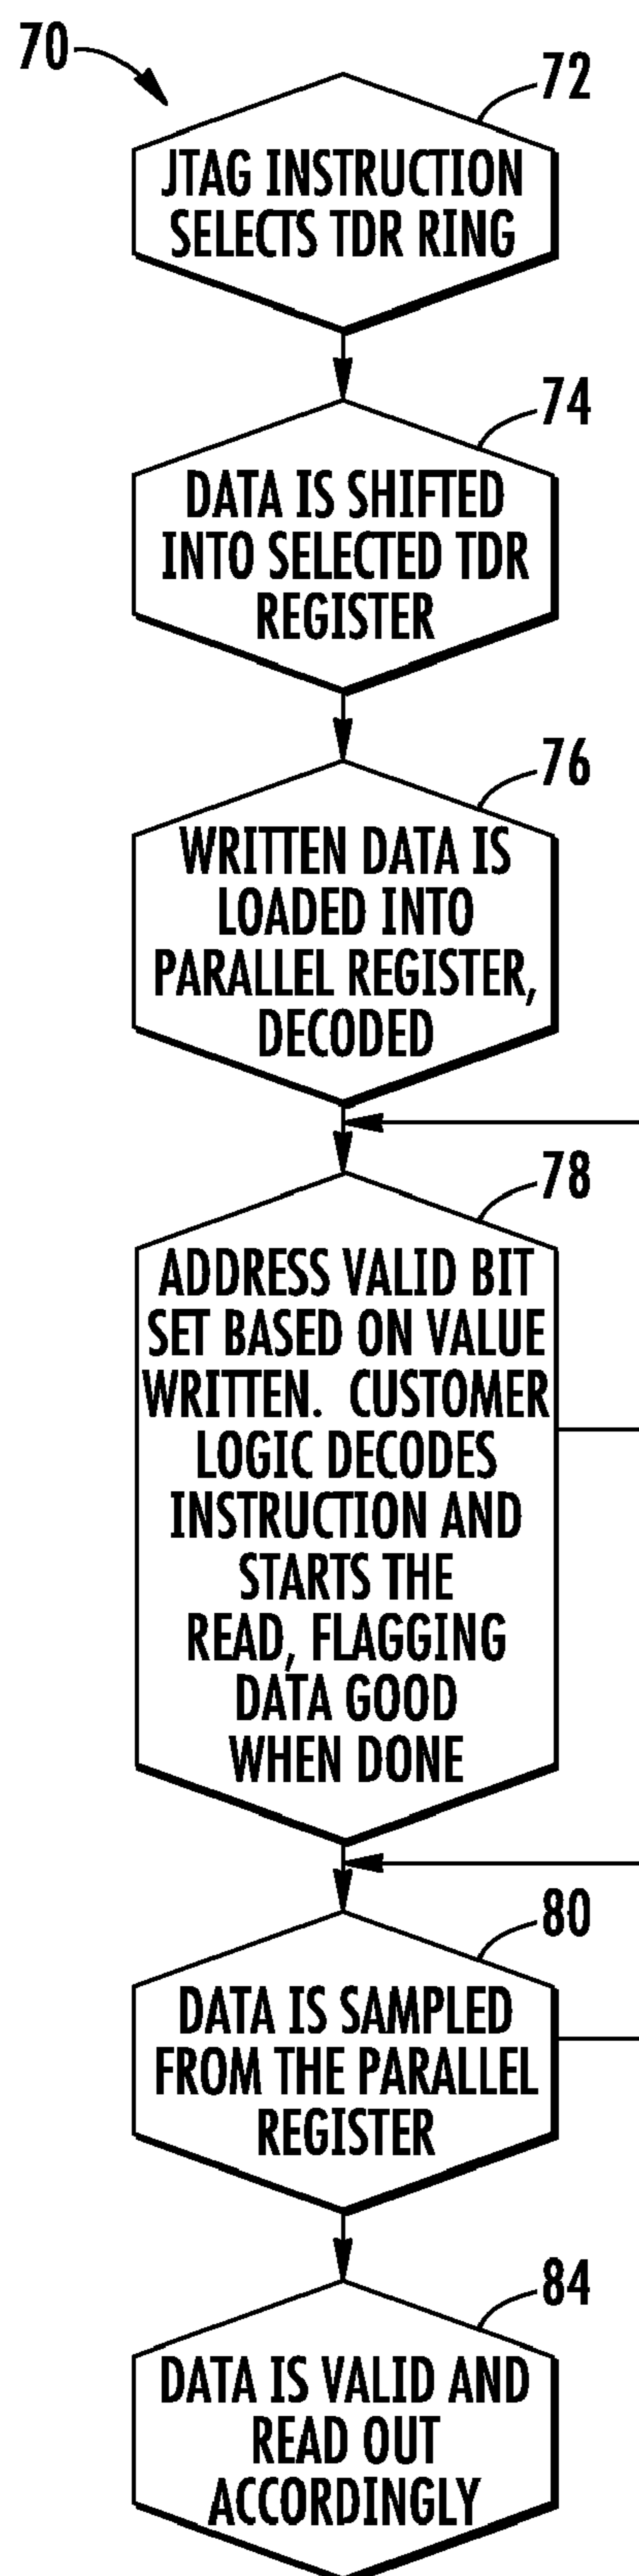 70
72
JTAG INSTRUCTION
SELECTS TDR RING
74
DATA IS SHIFTED
INTO SELECTED TDR
REGISTER
76
WRITTEN DATA IS
LOADED INTO
PARALLEL REGISTER,
DECODED
78
ADDRESS VALID BIT
SET BASED ON VALUE
WRITTEN. CUSTOMER
LOGIC DECODES
INSTRUCTION AND
STARTS THE
READ, FLAGGING
DATA GOOD
WHEN DONE
80
DATA IS SAMPLED
FROM THE PARALLEL
REGISTER
84
DATA IS VALID AND
READ OUT
ACCORDINGLY